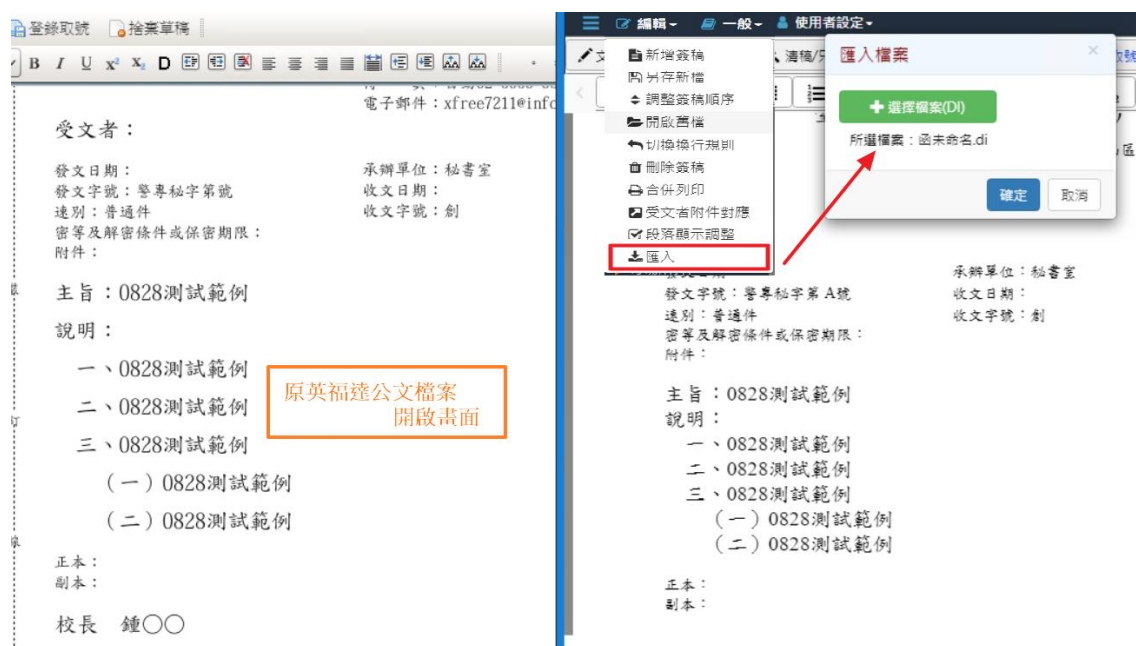 登錄取號 捨棄草稿
B I U x² X₂ D
電子郵件：xfree7211@info
受文者：
發文日期： 承辦單位：秘書室
發文字號：警專秘字第號 收文日期：
速別：普通件 收文字號：創
密等及解密條件或保密期限：
附件：
主旨：0828測試範例
說明：
一、0828測試範例
二、0828測試範例
三、0828測試範例
（一）0828測試範例
（二）0828測試範例
正本：
副本：
校長 鍾○○
原英福達公文檔案
開啟畫面
編輯 一般 使用者設定
新增簽稿
另存新檔
調整簽稿順序
開啟舊檔
切換換行規則
刪除簽稿
合併列印
受文者附件對應
段落顯示調整
匯入
清稿/
匯入檔案 ×
選擇檔案(DI)
所選檔案：函未命名.di
確定 取消
區
承辦單位：秘書室
發文字號：警專秘字第A號 收文日期：
速別：普通件 收文字號：創
密等及解密條件或保密期限：
附件：
主旨：0828測試範例
說明：
一、0828測試範例
二、0828測試範例
三、0828測試範例
（一）0828測試範例
（二）0828測試範例
正本：
副本：